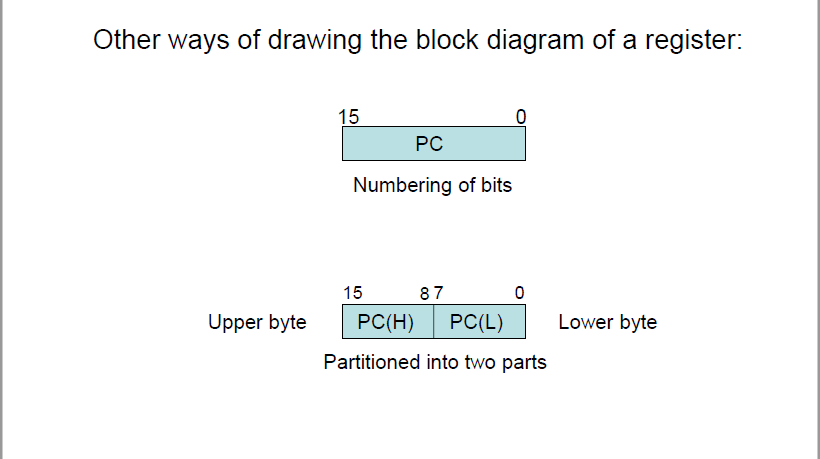 Other ways of drawing the block diagram of a register:
15 0
PC
Numbering of bits
15 8 7 0
Upper byte PC(H) PC(L) Lower byte
Partitioned into two parts